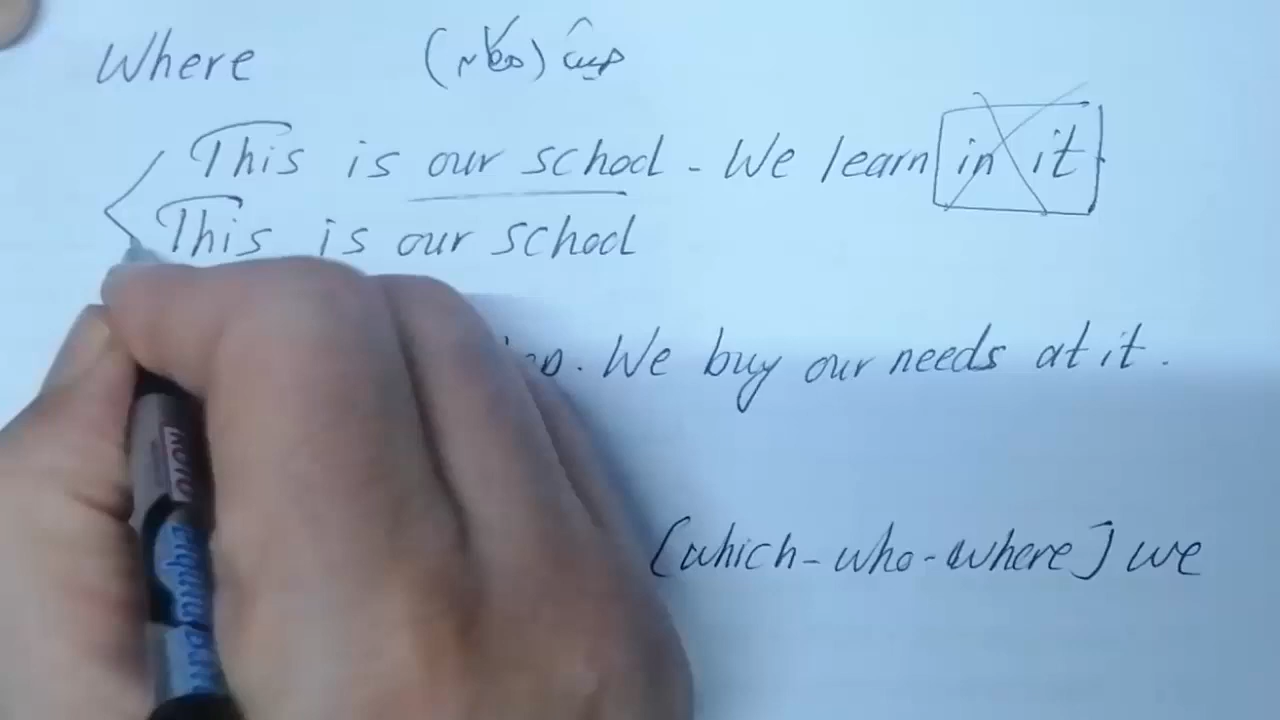 Where (مكان) حيث
This is our school - We learn in it
This is our school
. We buy our needs at it .
[which-who-where] we